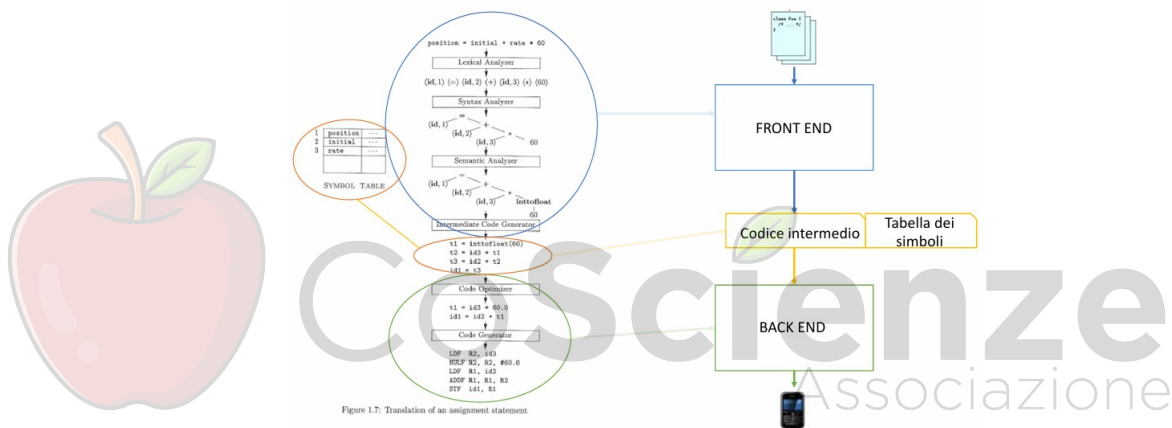 position = initial + rate * 60
Lexical Analyzer
⟨id, 1⟩ ⟨=⟩ ⟨id, 2⟩ ⟨+⟩ ⟨id, 3⟩ ⟨*⟩ ⟨60⟩
Syntax Analyzer
=
⟨id, 1⟩ +
⟨id, 2⟩ *
⟨id, 3⟩ 60
Semantic Analyzer
=
⟨id, 1⟩ +
⟨id, 2⟩ *
⟨id, 3⟩ inttofloat
60
Intermediate Code Generator
t1 = inttofloat(60)
t2 = id3 * t1
t3 = id2 + t2
id1 = t3
Code Optimizer
t1 = id3 * 60.0
id1 = id2 + t1
Code Generator
LDF R2, id3
MULF R2, R2, #60.0
LDF R1, id2
ADDF R1, R1, R2
STF id1, R1
1 position ...
2 initial ...
3 rate ...
SYMBOL TABLE
Figure 1.7: Translation of an assignment statement
class Foo {
/* ... */
}
FRONT END
Codice intermedio
Tabella dei
simboli
BACK END
CoScienze
Associazione